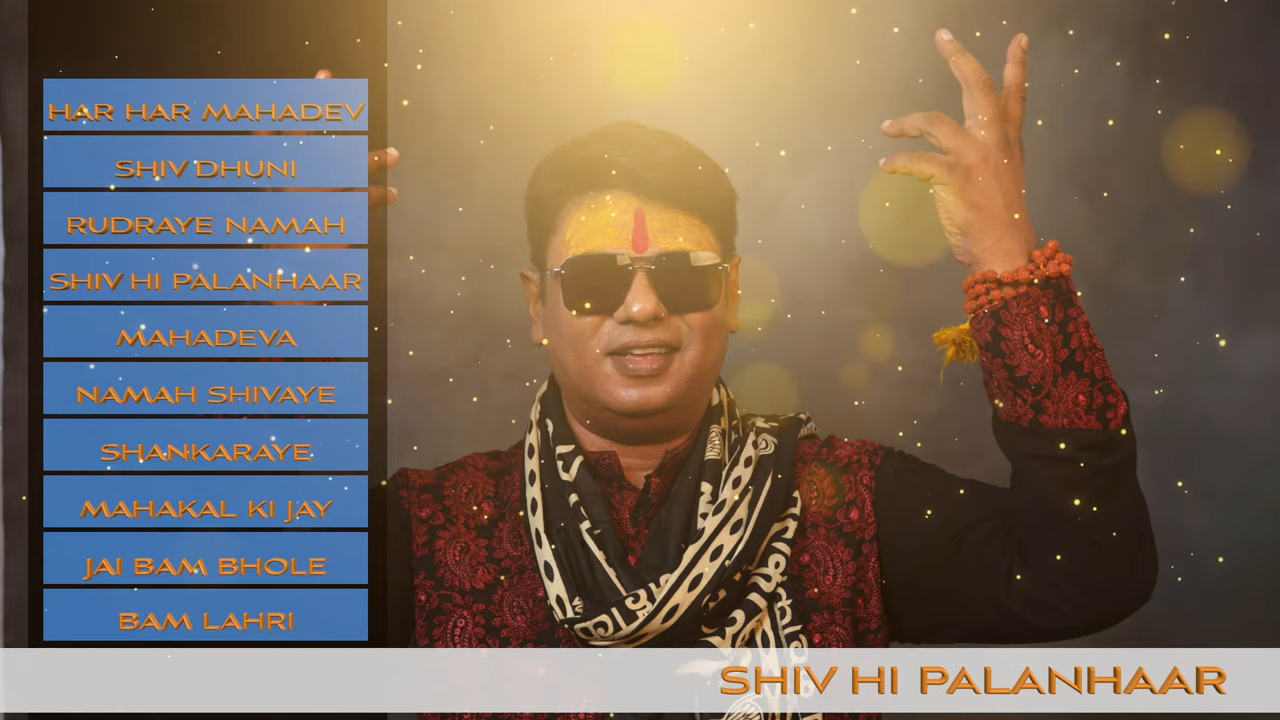 HAR HAR MAHADEV
SHIV DHUNI
RUDRAYE NAMAH
SHIV HI PALANHAAR
MAHADEVA
NAMAH SHIVAYE
SHANKARAYE
MAHAKAL KI JAY
JAI BAM BHOLE
BAM LAHRI
SHIV HI PALANHAAR